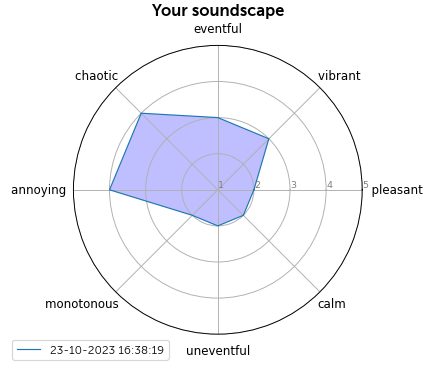 Your soundscape
eventful
chaotic
vibrant
annoying
1
2
3
4
5
pleasant
monotonous
calm
uneventful
23-10-2023 16:38:19